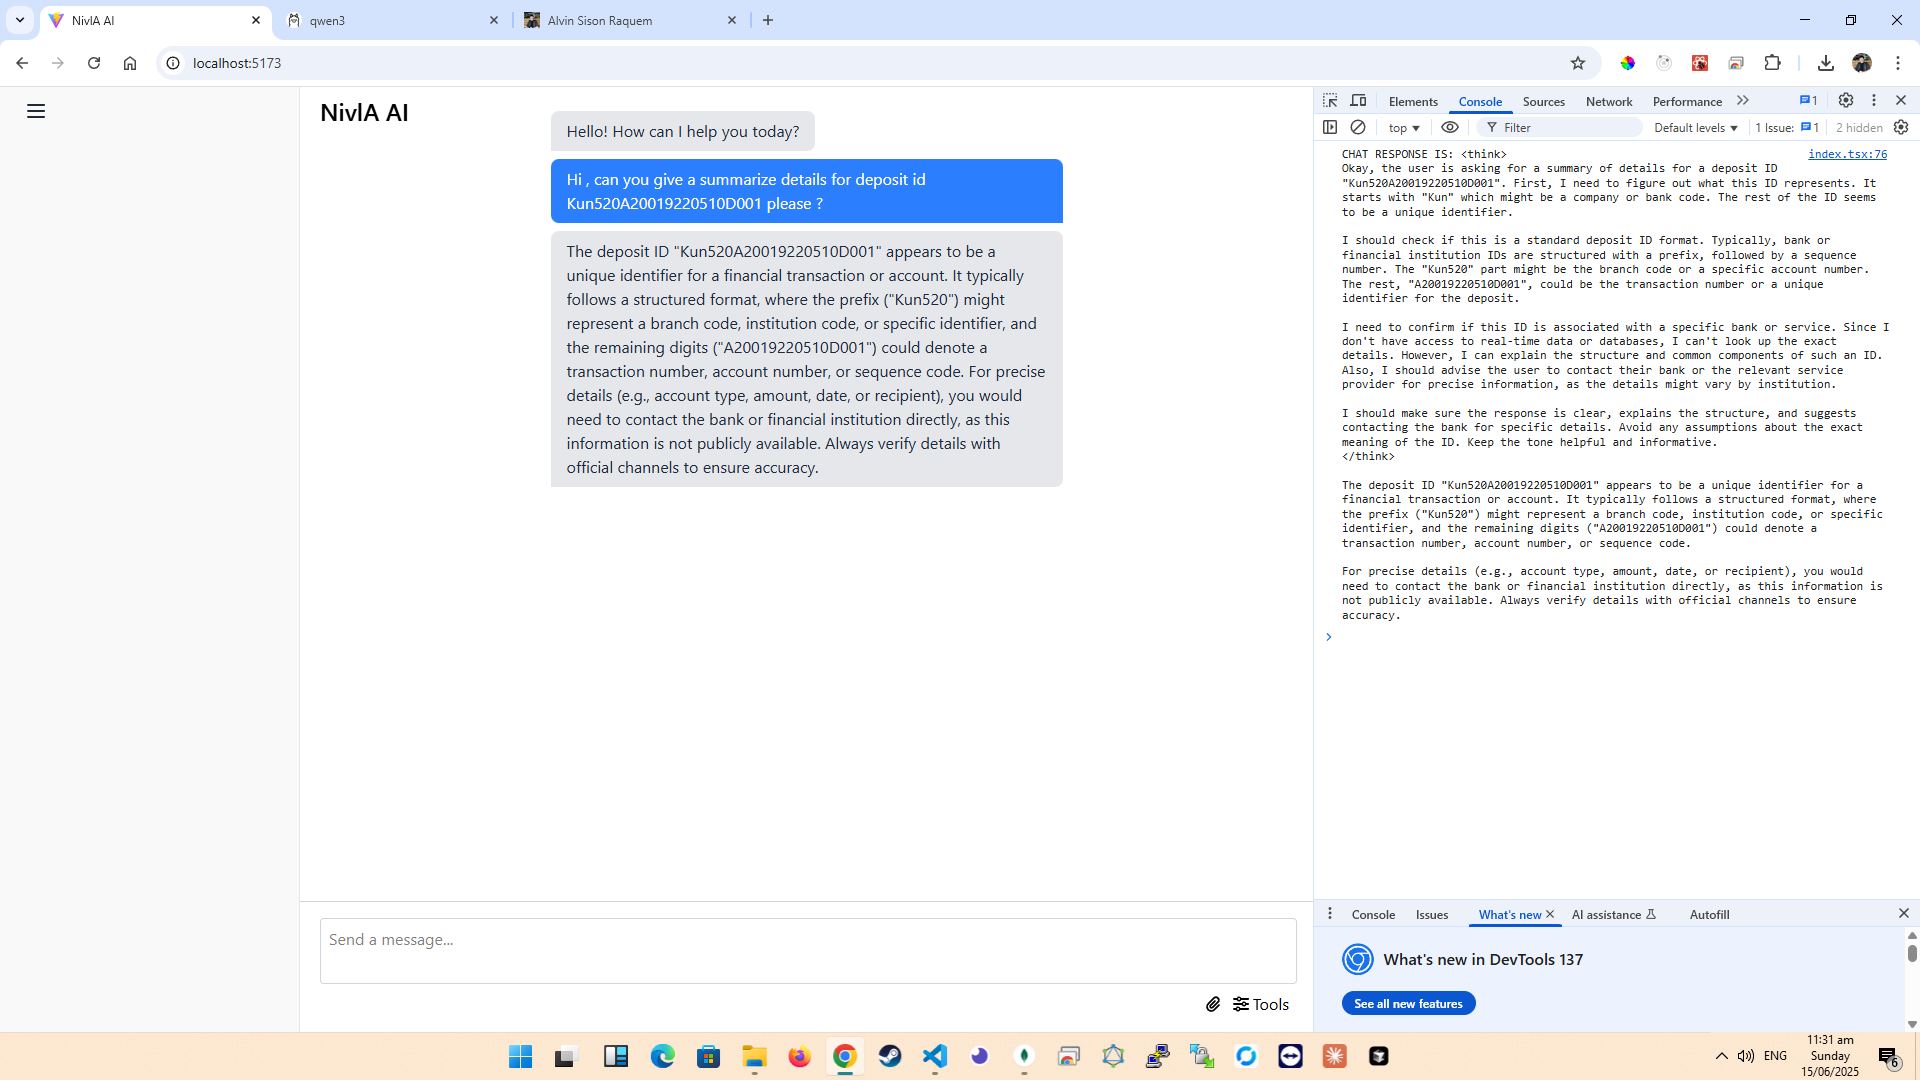 NivlA AI
qwen3
Alvin Sison Raquem
localhost:5173
NivlA AI
Hello! How can I help you today?
Hi , can you give a summarize details for deposit id
Kun520A20019220510D001 please ?
The deposit ID "Kun520A20019220510D001" appears to be a
unique identifier for a financial transaction or account. It typically
follows a structured format, where the prefix ("Kun520") might
represent a branch code, institution code, or specific identifier, and
the remaining digits ("A20019220510D001") could denote a
transaction number, account number, or sequence code. For precise
details (e.g., account type, amount, date, or recipient), you would
need to contact the bank or financial institution directly, as this
information is not publicly available. Always verify details with
official channels to ensure accuracy.
Send a message...
Tools
Elements
Console
Sources
Network
Performance
1
top
Filter
Default levels
1 Issue:
1
2 hidden
CHAT RESPONSE IS: <think>
index.tsx:76
Okay, the user is asking for a summary of details for a deposit ID
"Kun520A20019220510D001". First, I need to figure out what this ID represents. It
starts with "Kun" which might be a company or bank code. The rest of the ID seems
to be a unique identifier.
I should check if this is a standard deposit ID format. Typically, bank or
financial institution IDs are structured with a prefix, followed by a sequence
number. The "Kun520" part might be the branch code or a specific account number.
The rest, "A20019220510D001", could be the transaction number or a unique
identifier for the deposit.
I need to confirm if this ID is associated with a specific bank or service. Since I
don't have access to real-time data or databases, I can't look up the exact
details. However, I can explain the structure and common components of such an ID.
Also, I should advise the user to contact their bank or the relevant service
provider for precise information, as the details might vary by institution.
I should make sure the response is clear, explains the structure, and suggests
contacting the bank for specific details. Avoid any assumptions about the exact
meaning of the ID. Keep the tone helpful and informative.
</think>
The deposit ID "Kun520A20019220510D001" appears to be a unique identifier for a
financial transaction or account. It typically follows a structured format, where
the prefix ("Kun520") might represent a branch code, institution code, or specific
identifier, and the remaining digits ("A20019220510D001") could denote a
transaction number, account number, or sequence code.
For precise details (e.g., account type, amount, date, or recipient), you would
need to contact the bank or financial institution directly, as this information is
not publicly available. Always verify details with official channels to ensure
accuracy.
Console
Issues
What's new
AI assistance
Autofill
What's new in DevTools 137
See all new features
ENG
11:31 am
Sunday
15/06/2025
6